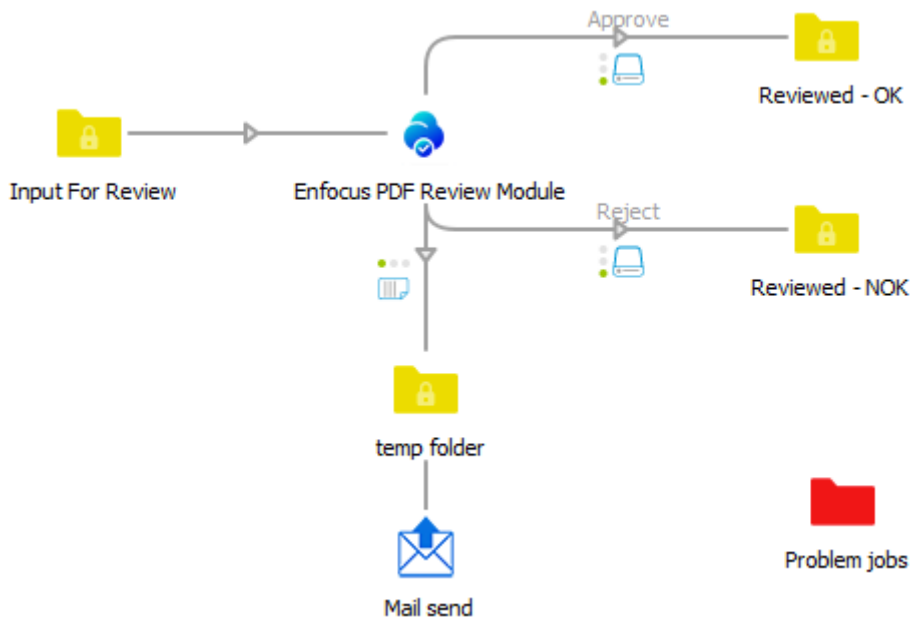 Approve
Reviewed - OK
Input For Review
Enfocus PDF Review Module
Reject
Reviewed - NOK
temp folder
Problem jobs
Mail send